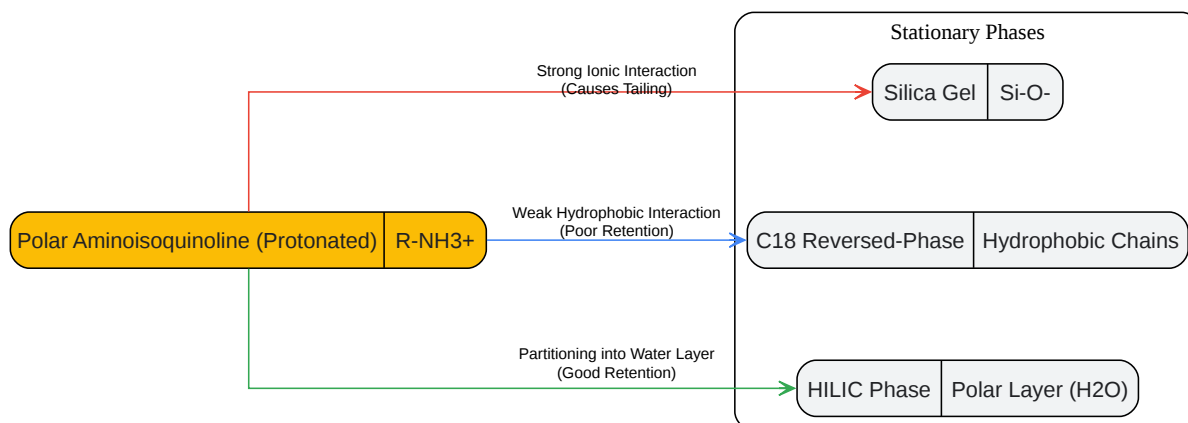 Stationary Phases
Strong Ionic Interaction
(Causes Tailing)
Silica Gel
Si-O-
Polar Aminoisoquinoline (Protonated)
R-NH3+
Weak Hydrophobic Interaction
(Poor Retention)
C18 Reversed-Phase
Hydrophobic Chains
Partitioning into Water Layer
(Good Retention)
HILIC Phase
Polar Layer (H2O)